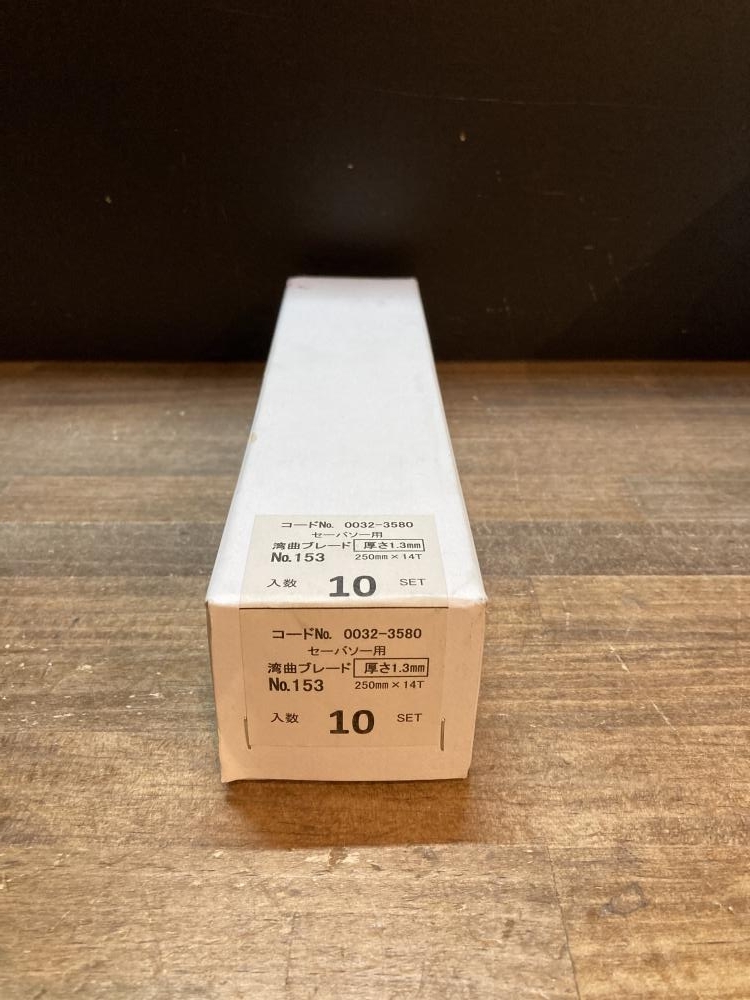 コードNo. 0032-3580
セーバソー用
湾曲ブレード 厚さ1.3mm
No.153 250mm×14T
入数 10 SET
コードNo. 0032-3580
セーバソー用
湾曲ブレード 厚さ1.3mm
No.153 250mm×14T
入数 10 SET